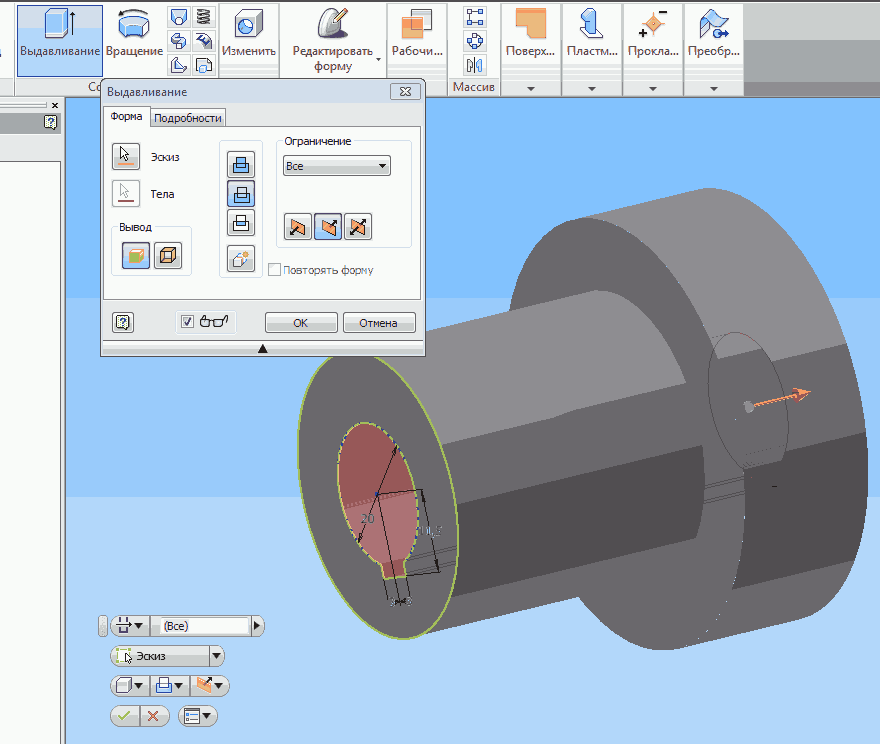 Выдавливание Вращение Изменить Редактировать форму Рабочи... Поверх... Пластм... Прокла... Преобр...
Массив
Выдавливание
Форма Подробности
Эскиз
Тела
Вывод
Ограничение
Все
Повторять форму
ОК Отмена
20
(Все)
Эскиз